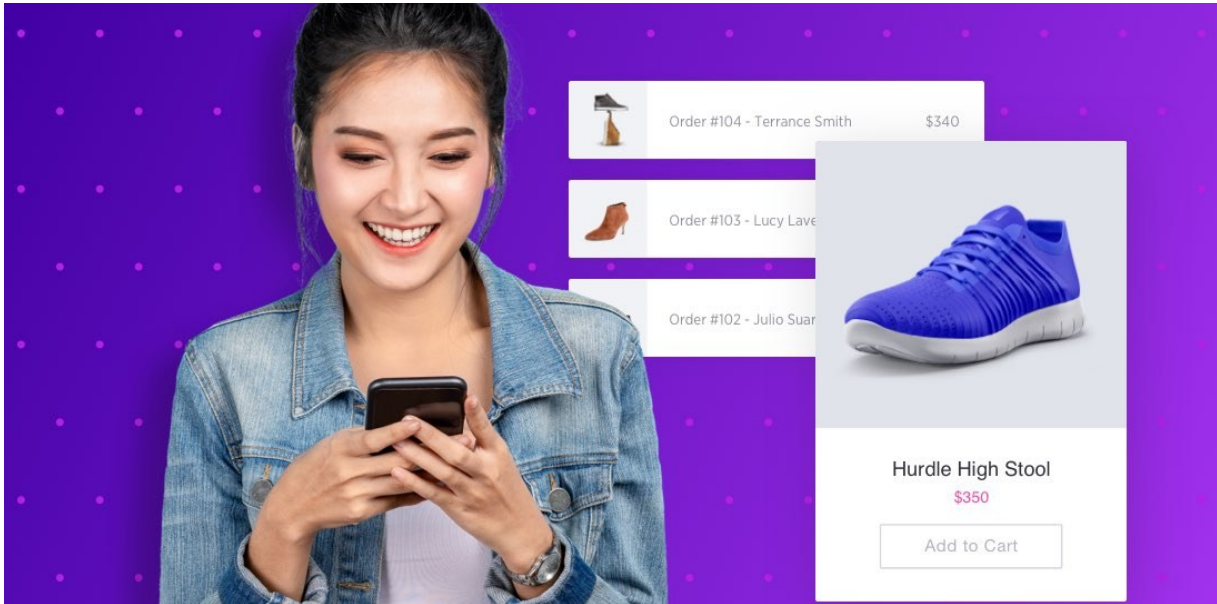 Order #104 - Terrance Smith $340
Order #103 - Lucy Lave
Order #102 - Julio Suar
Hurdle High Stool
$350
Add to Cart